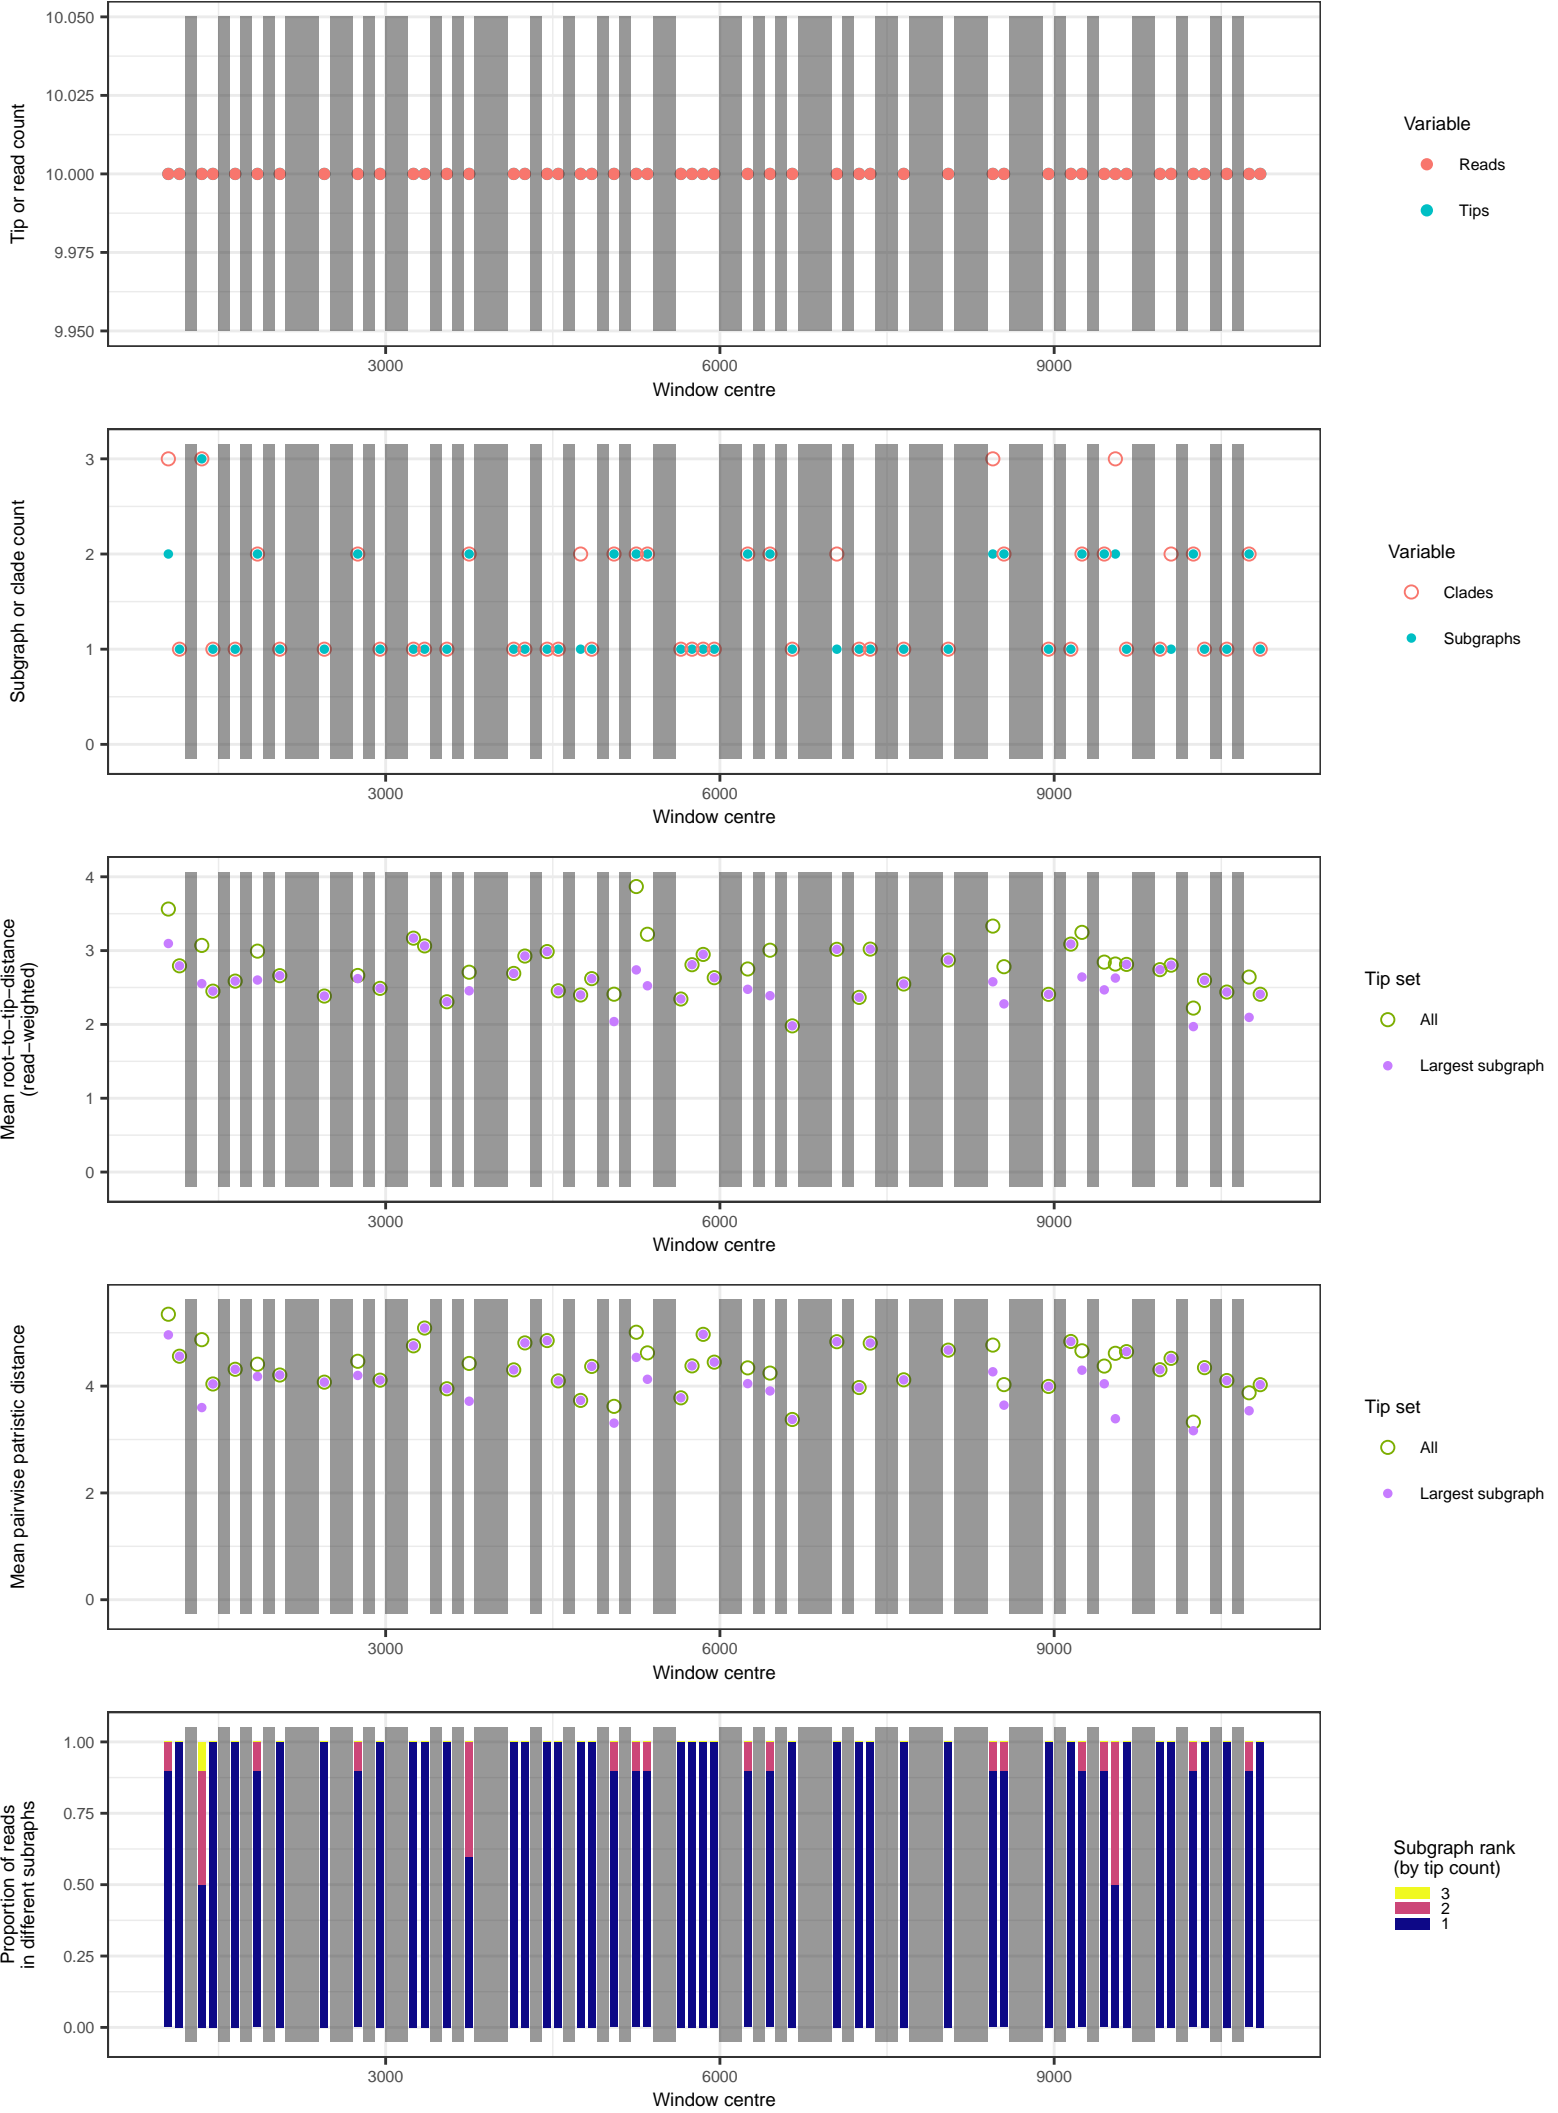 10.050
10.025
10.000
9.975
9.950
Tip or read count
3000
6000
9000
Window centre
Variable
Reads
Tips
3
2
1
0
Subgraph or clade count
3000
6000
9000
Window centre
Variable
Clades
Subgraphs
4
3
2
1
0
Mean root−to−tip−distance
(read−weighted)
3000
6000
9000
Window centre
Tip set
All
Largest subgraph
4
2
0
Mean pairwise patristic distance
3000
6000
9000
Window centre
Tip set
All
Largest subgraph
1.00
0.75
0.50
0.25
0.00
Proportion of reads
in different subraphs
3000
6000
9000
Window centre
Subgraph rank
(by tip count)
3
2
1